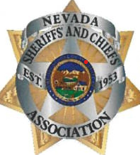 NEVADA
SHERIFFS AND CHIEFS
EST. 1953
ASSOCIATION